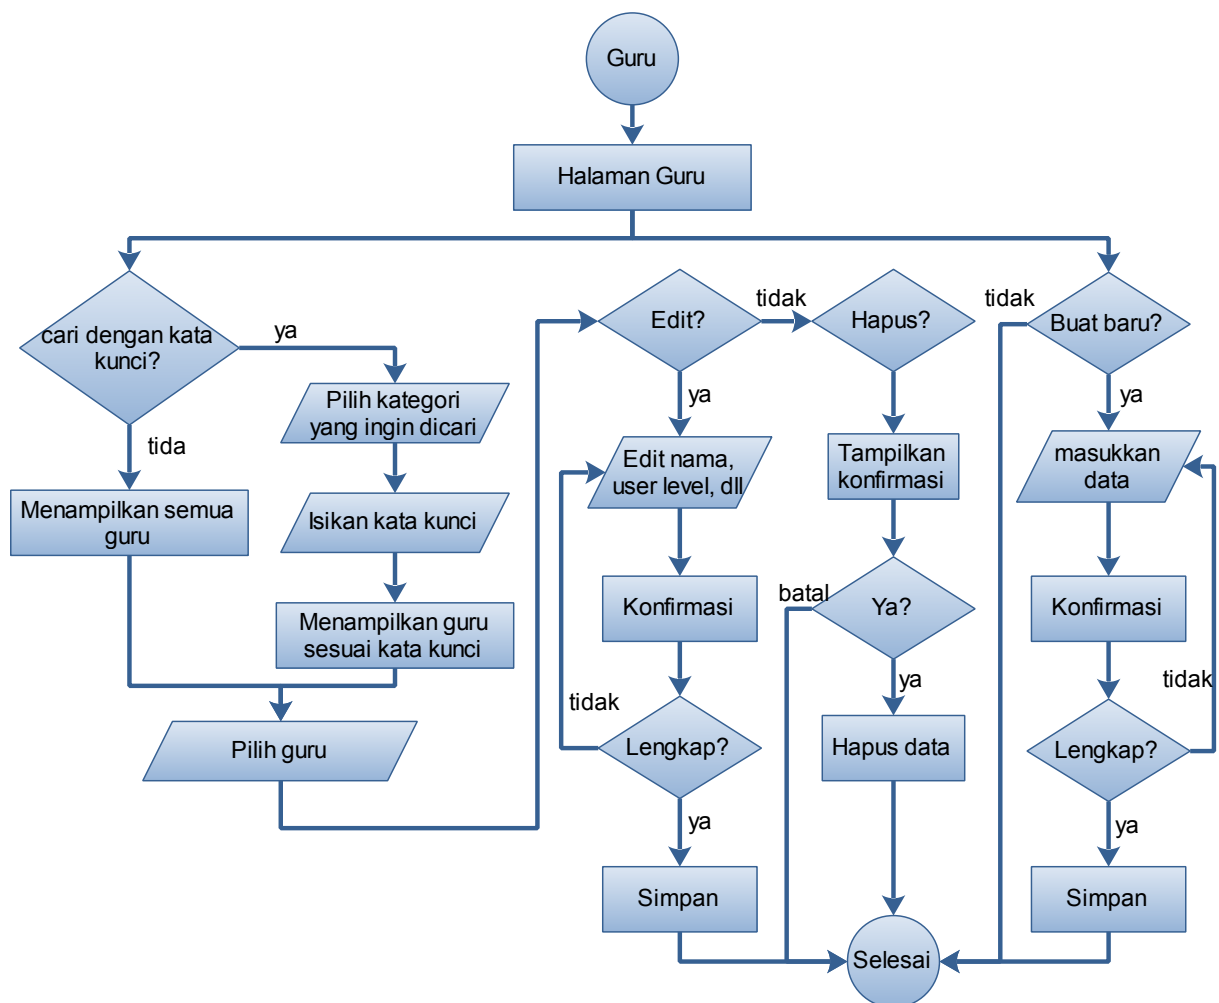 Guru
Halaman Guru
cari dengan kata
kunci?
ya
tida
Pilih kategori
yang ingin dicari
Isikan kata kunci
Menampilkan semua
guru
Menampilkan guru
sesuai kata kunci
Pilih guru
Edit?
tidak
ya
Edit nama,
user level, dll
Konfirmasi
tidak
Lengkap?
ya
Simpan
Hapus?
Tampilkan
konfirmasi
batal
Ya?
ya
Hapus data
Selesai
tidak
Buat baru?
ya
masukkan
data
Konfirmasi
tidak
Lengkap?
ya
Simpan